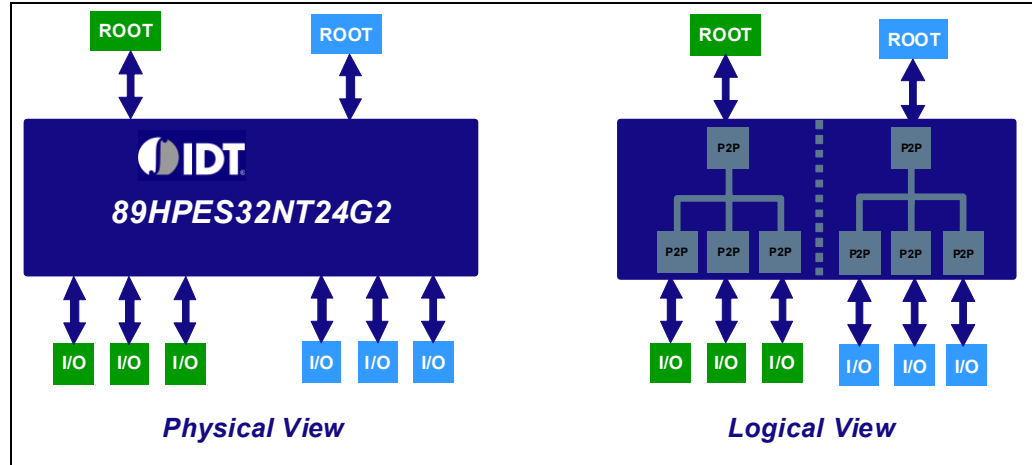 ROOT
ROOT
IDT
89HPES32NT24G2
I/O
I/O
I/O
I/O
I/O
I/O
Physical View
ROOT
ROOT
P2P
P2P
P2P
P2P
P2P
P2P
P2P
P2P
I/O
I/O
I/O
I/O
I/O
I/O
Logical View